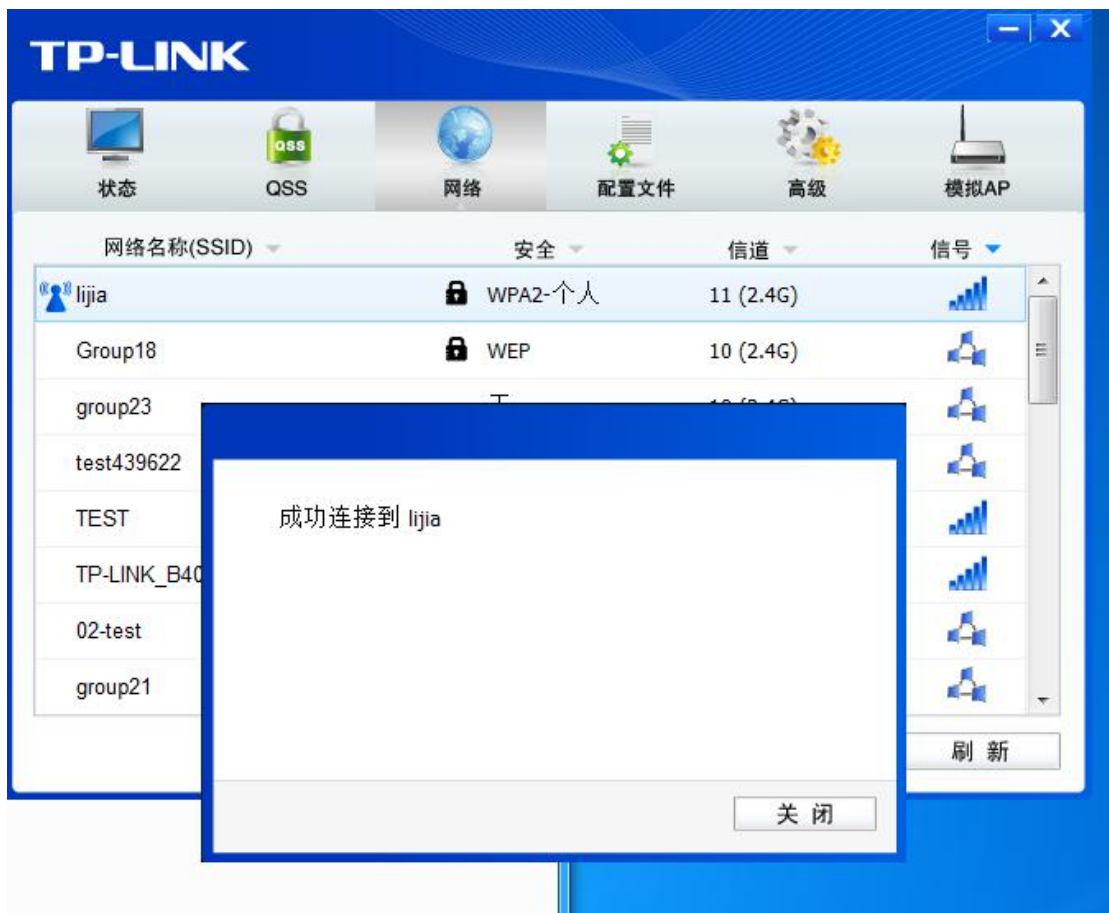 TP-LINK
状态 QSS 网络 配置文件 高级 模拟AP
网络名称(SSID) 安全 信道 信号
lijia WPA2-个人 11 (2.4G)
Group18 WEP 10 (2.4G)
group23
test439622
TEST
TP-LINK_B40
02-test
group21
成功连接到 lijia
刷 新
关 闭